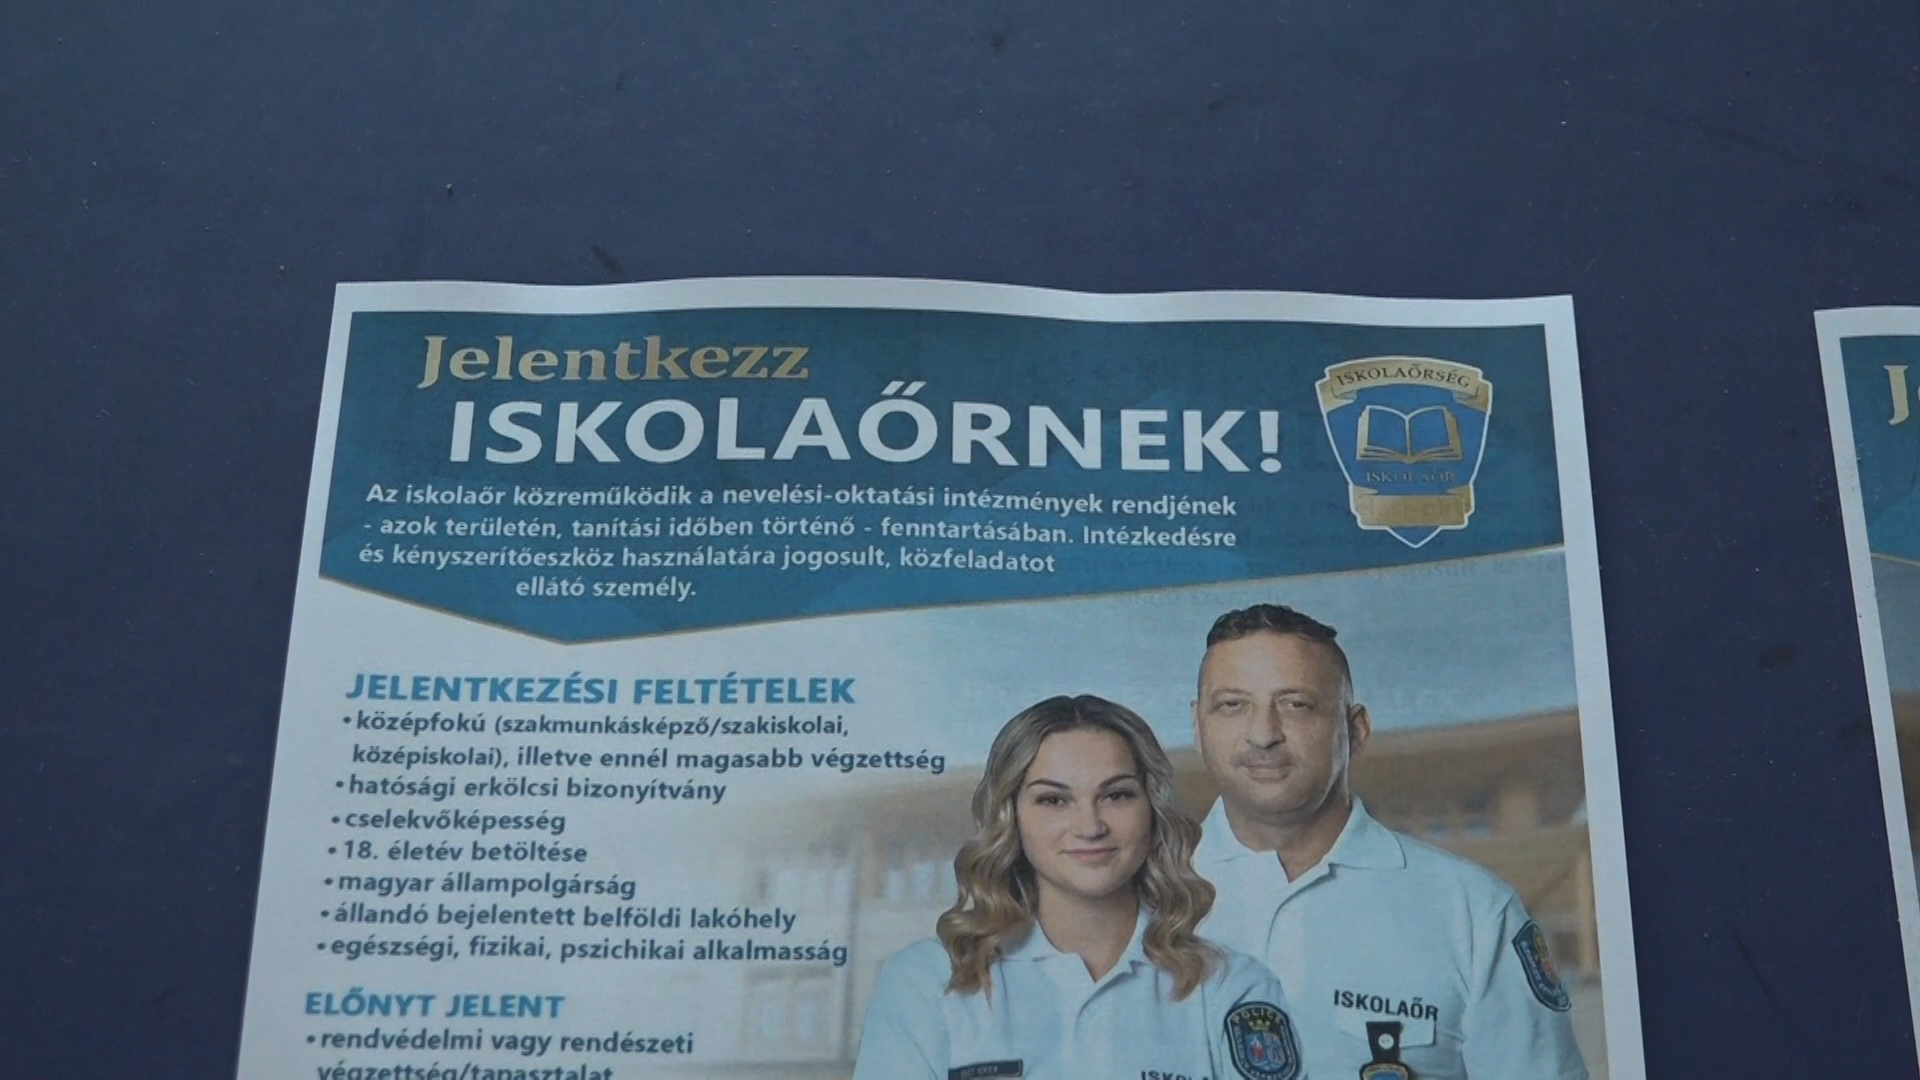 Jelentkezz
ISKOLAŐRNEK!
ISKOLAŐRSÉG
ISKOLAŐR
Az iskolaőr közreműködik a nevelési-oktatási intézmények rendjének
- azok területén, tanítási időben történő - fenntartásában. Intézkedésre
és kényszerítőeszköz használatára jogosult, közfeladatot
ellátó személy.
JELENTKEZÉSI FELTÉTELEK
• középfokú (szakmunkásképző/szakiskolai,
középiskolai), illetve ennél magasabb végzettség
• hatósági erkölcsi bizonyítvány
• cselekvőképesség
• 18. életév betöltése
• magyar állampolgárság
• állandó bejelentett belföldi lakóhely
• egészségi, fizikai, pszichikai alkalmasság
ELŐNYT JELENT
• rendvédelmi vagy rendészeti
végzettség/tapasztalat
ISKOLAŐR
POLICE